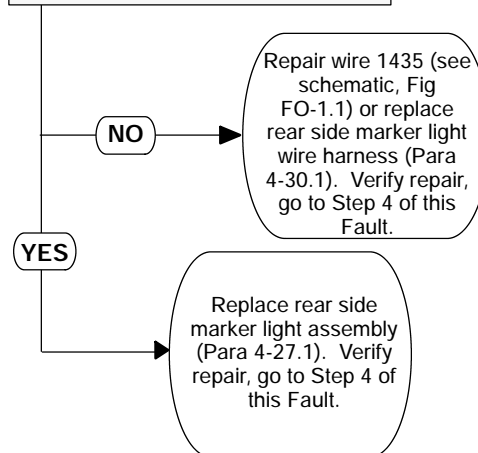 NO
Repair wire 1435 (see
schematic, Fig
FO-1.1) or replace
rear side marker light
wire harness (Para
4-30.1).  Verify repair,
go to Step 4 of this
Fault.
YES
Replace rear side
marker light assembly
(Para 4-27.1).  Verify
repair, go to Step 4 of
this Fault.